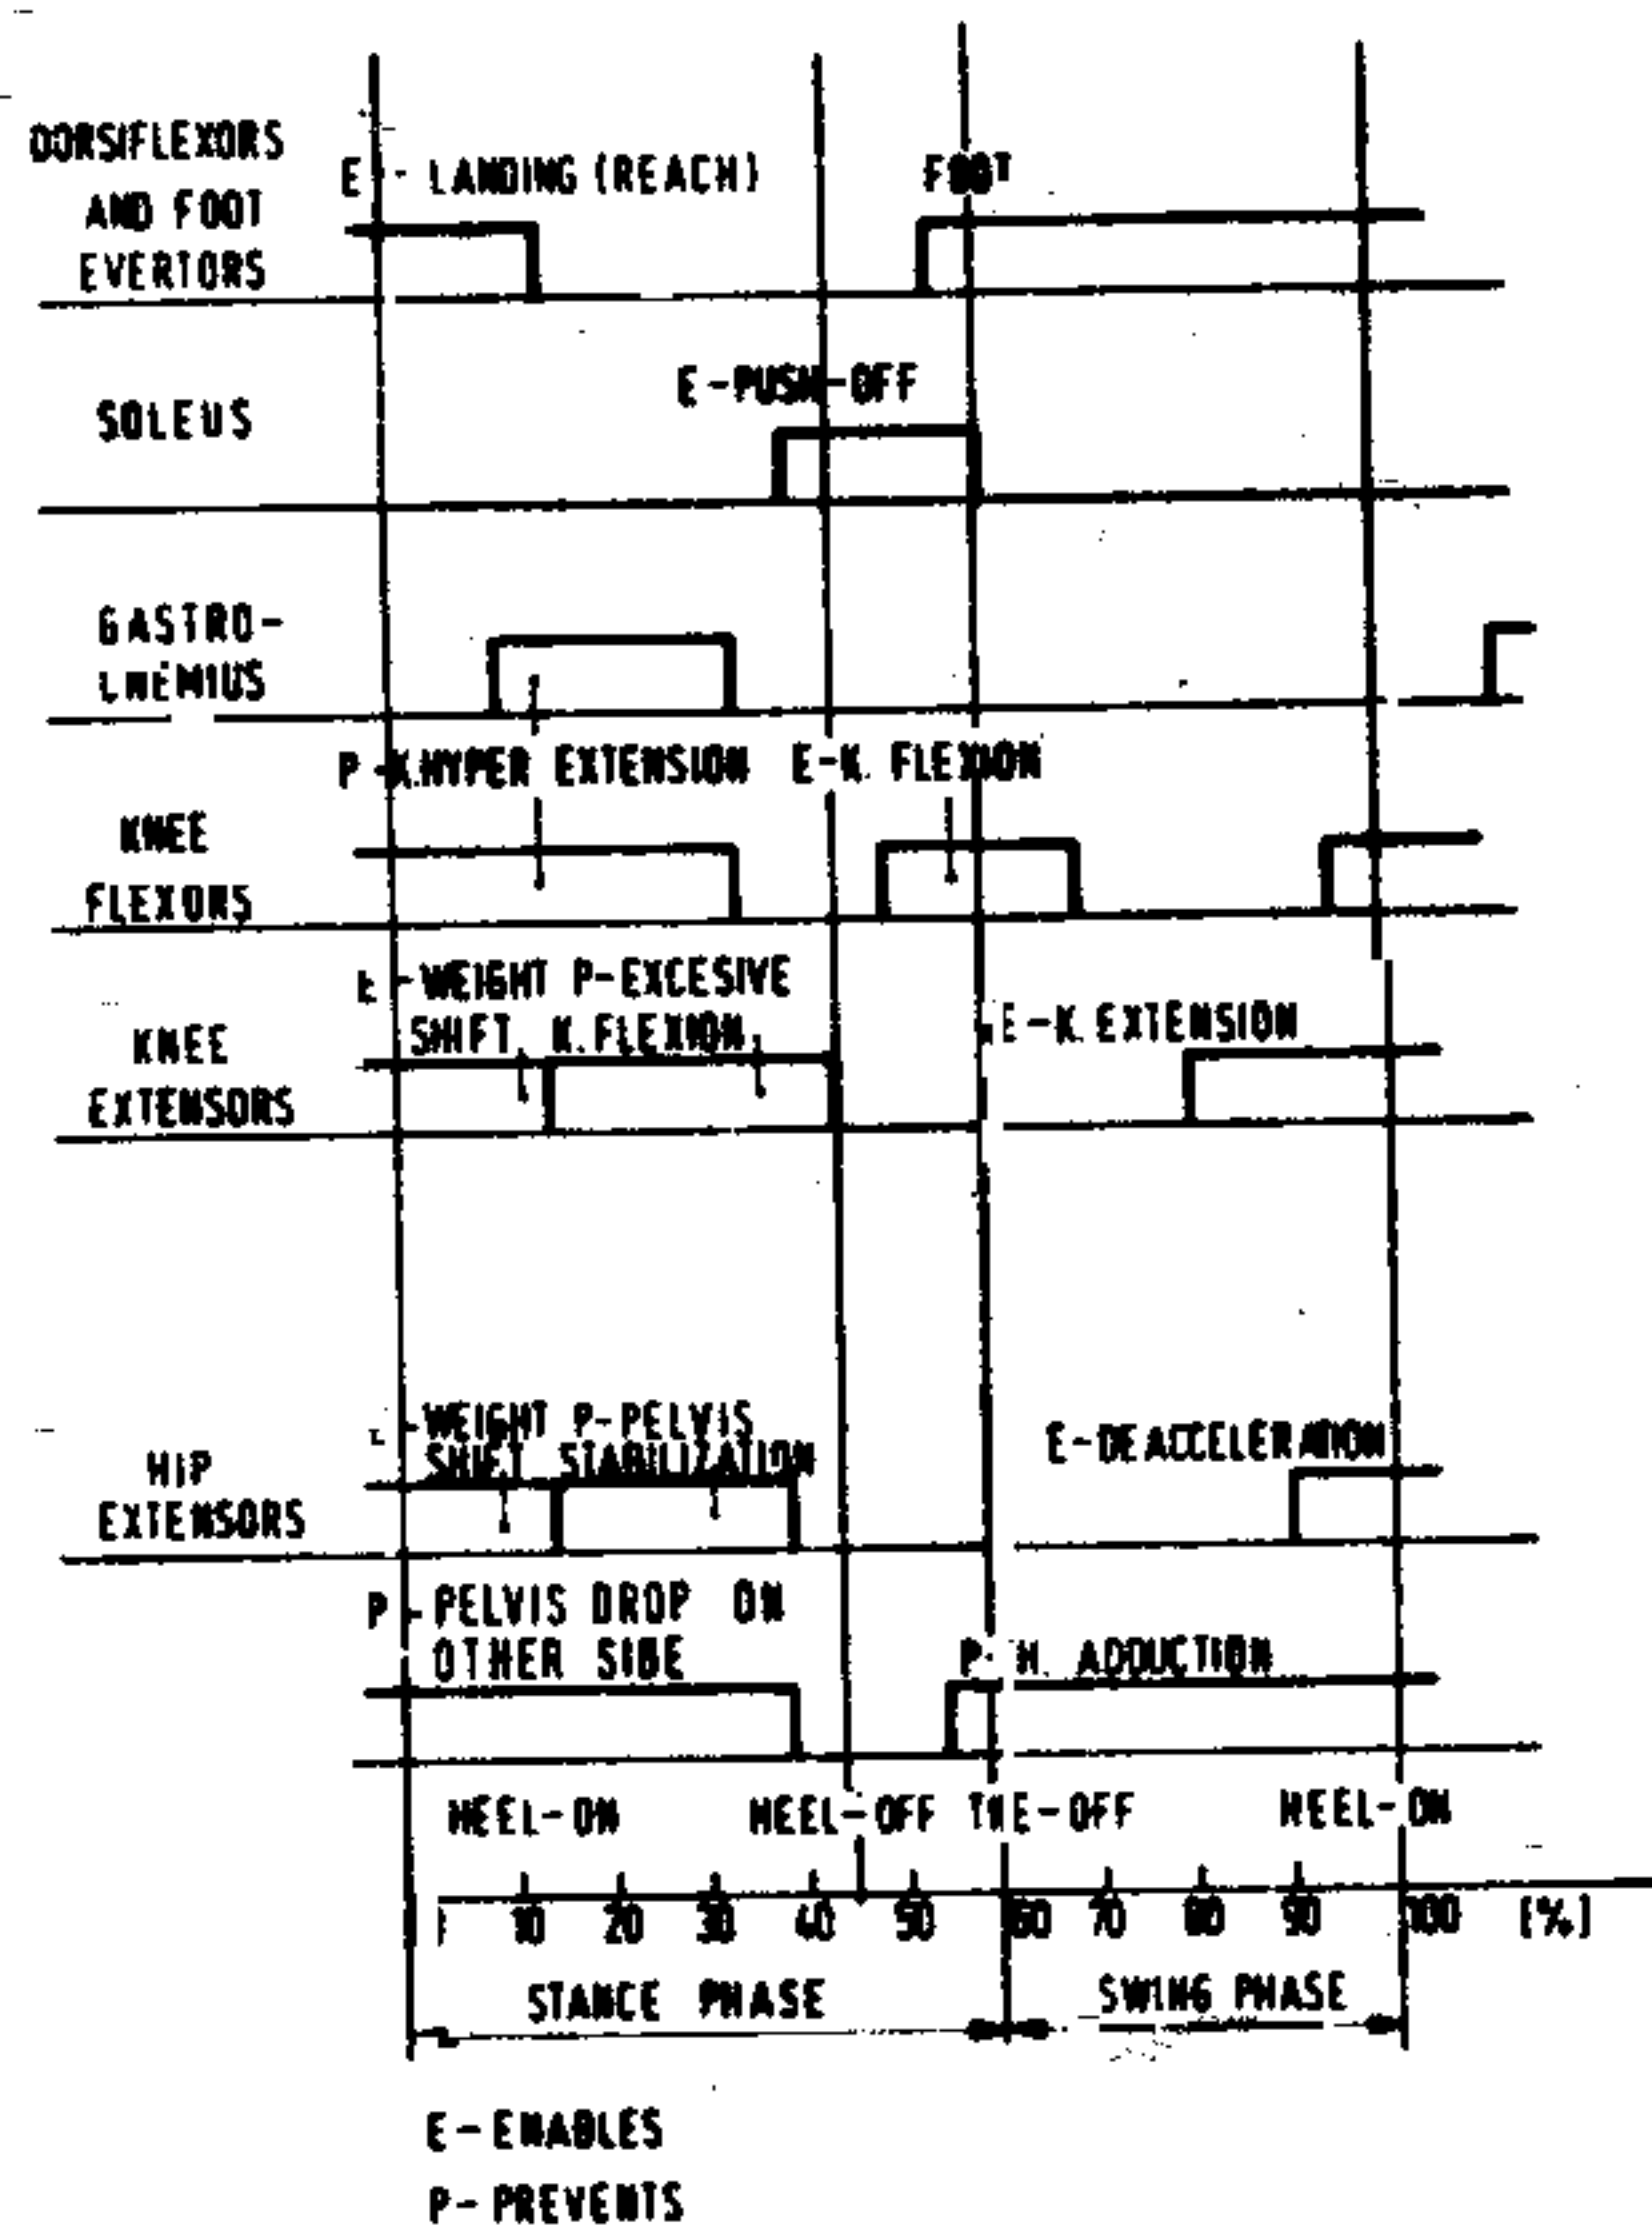 DORSIFLEXORS
AND FOOT
EVERTORS
E - LANDING (REACH)
FOOT
SOLEUS
E-PUSH-OFF
GASTRO-
CNEMIUS
P-K.HYPER EXTENSION E-K. FLEXION
KNEE
FLEXORS
E-WEIGHT P-EXCESIVE
SHIFT K.FLEXION
E-K.EXTENSION
KNEE
EXTENSORS
E-WEIGHT P-PELVIS
SHIFT STABILIZATION
E-DEACCELERATION
HIP
EXTENSORS
P - PELVIS DROP ON
OTHER SIDE
P-H. ADDUCTION
HEEL-ON HEEL-OFF TOE-OFF HEEL-ON
10 20 30 40 50 60 70 80 90 100 [%]
STANCE PHASE SWING PHASE
E-ENABLES
P-PREVENTS